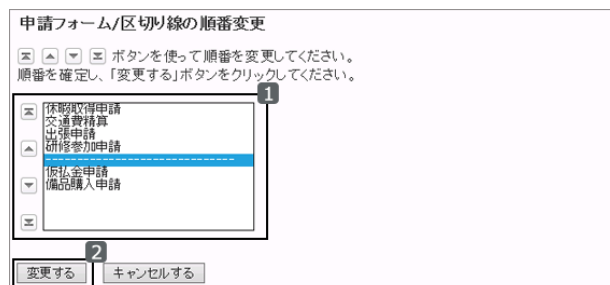 申請フォーム/区切り線の順番変更
ボタンを使って順番を変更してください。
順番を確定し、「変更する」ボタンをクリックしてください。
1
休暇取得申請
交通費精算
出張申請
研修参加申請
------------------------------
仮払金申請
備品購入申請
2
変更する キャンセルする